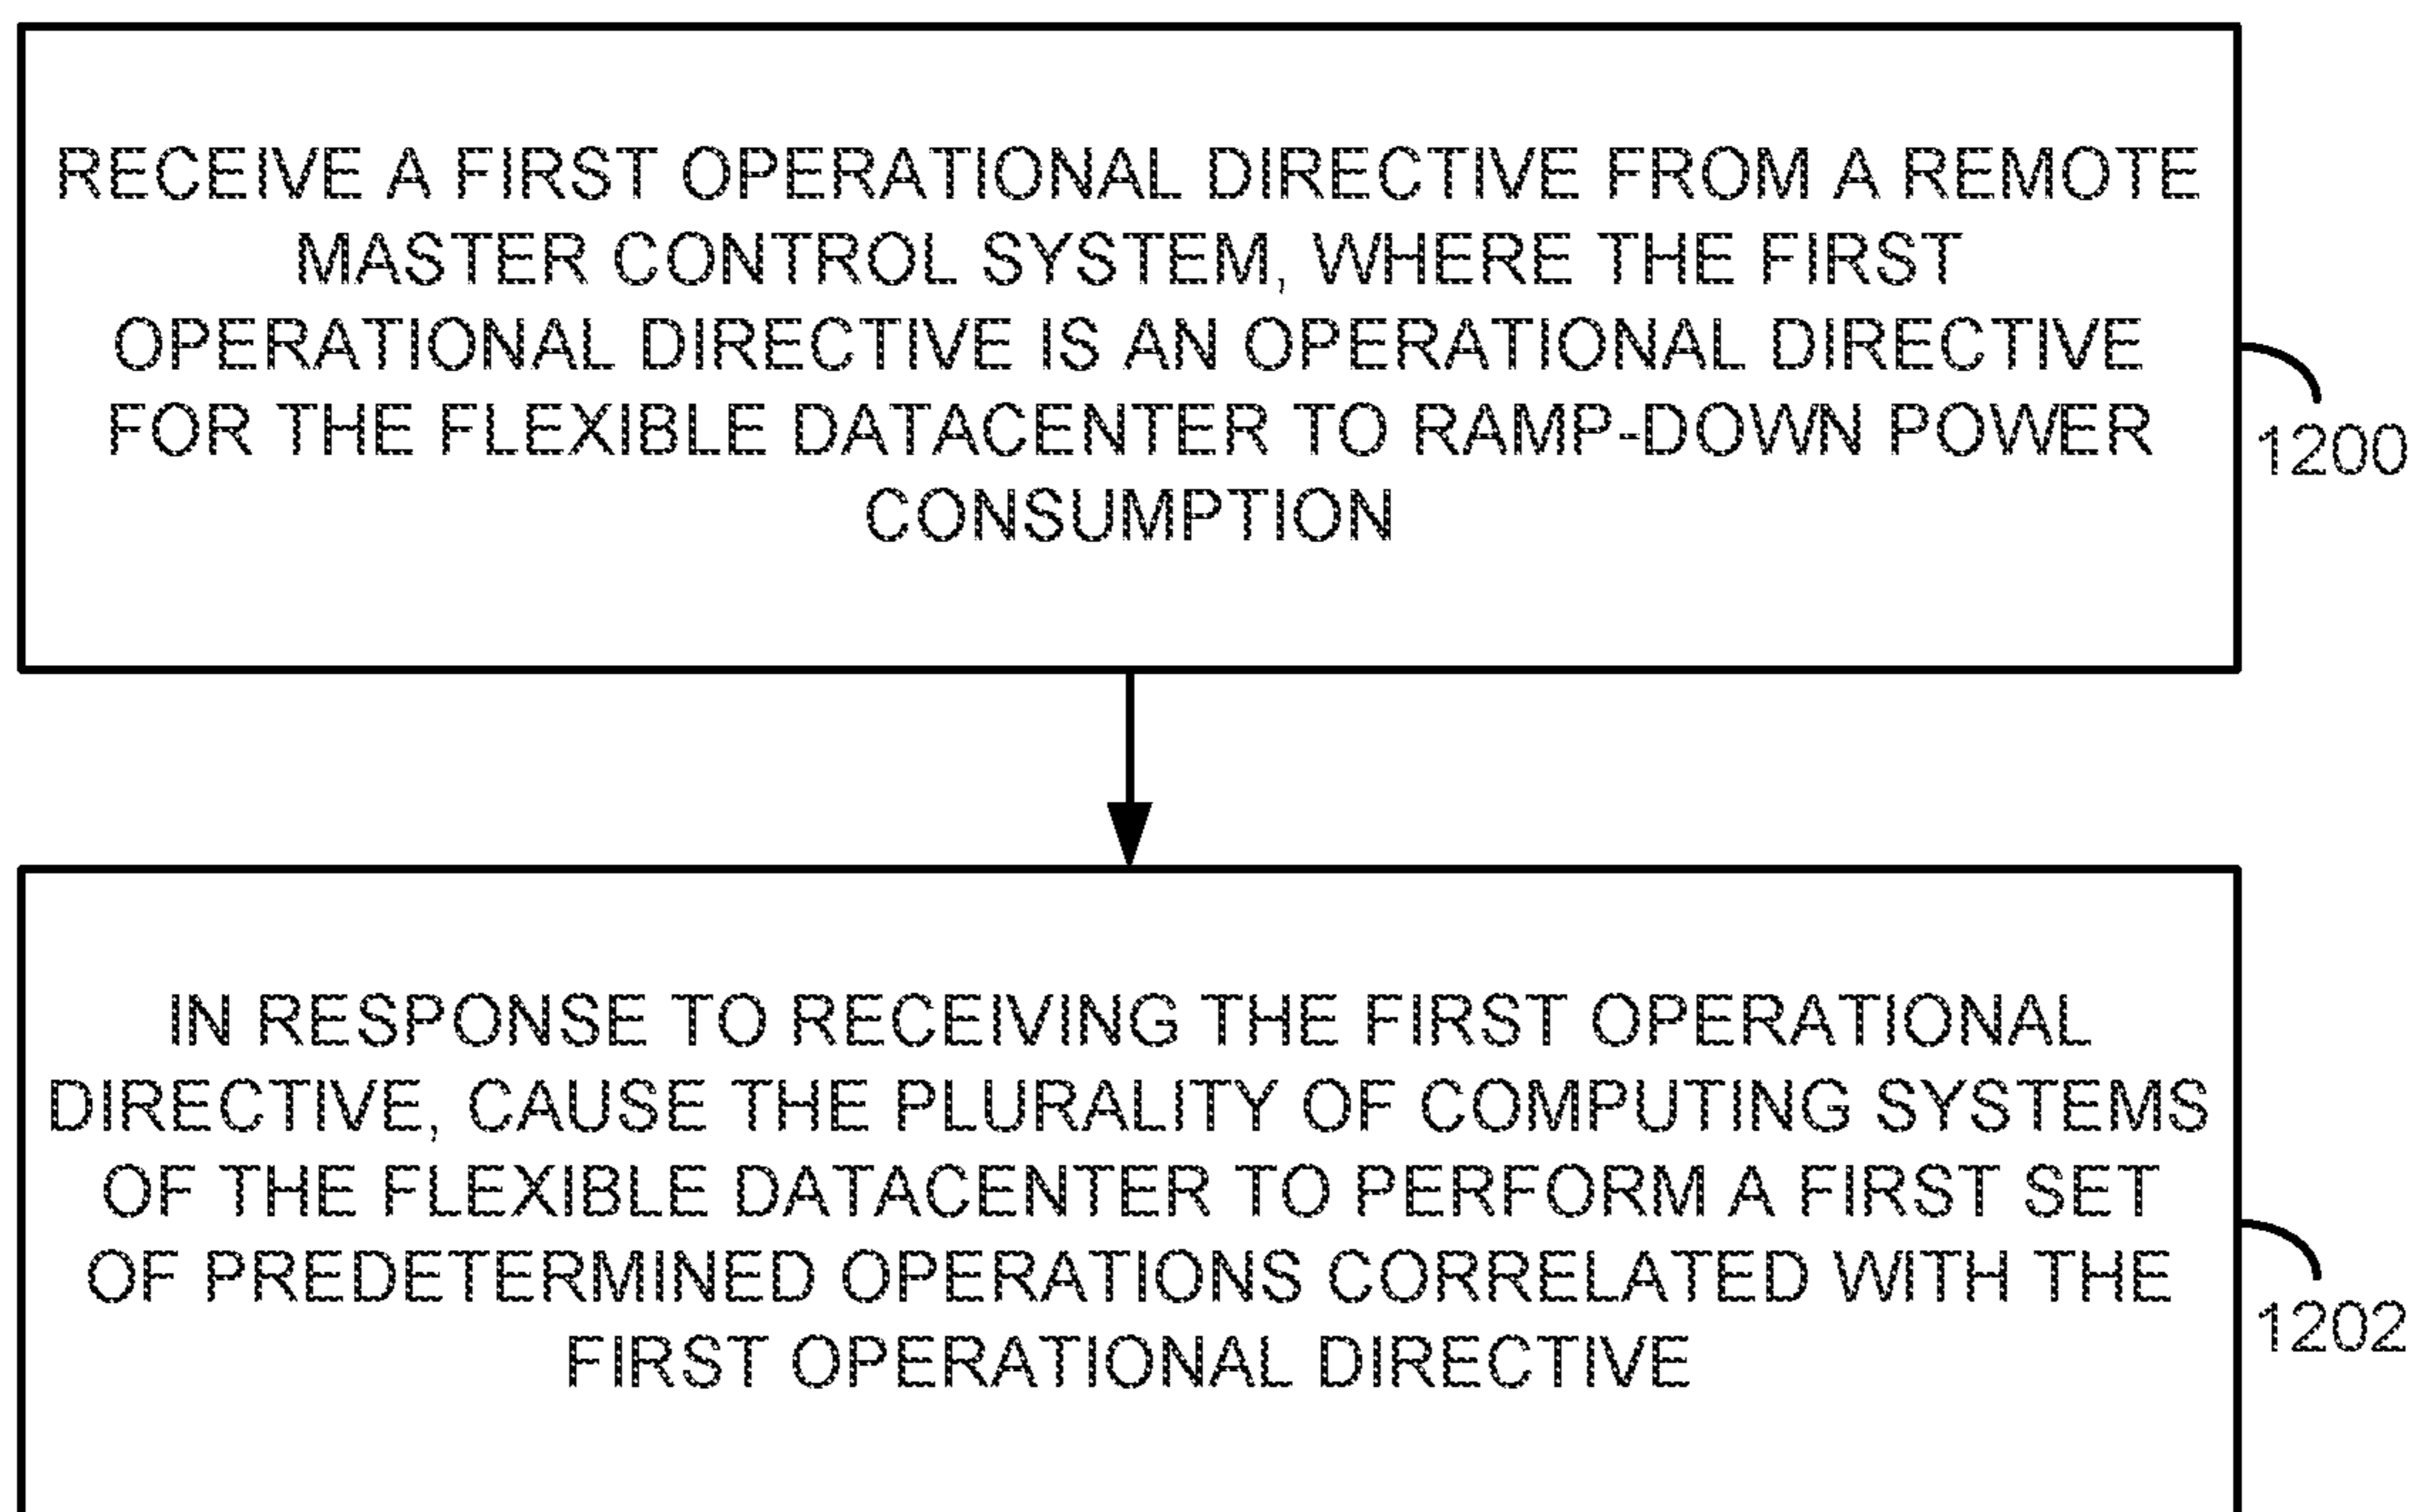 RECEIVE A FIRST OPERATIONAL DIRECTIVE FROM A REMOTE
MASTER CONTROL SYSTEM, WHERE THE FIRST
OPERATIONAL DIRECTIVE IS AN OPERATIONAL DIRECTIVE
FOR THE FLEXIBLE DATACENTER TO RAMP-DOWN POWER
CONSUMPTION
1200
IN RESPONSE TO RECEIVING THE FIRST OPERATIONAL
DIRECTIVE, CAUSE THE PLURALITY OF COMPUTING SYSTEMS
OF THE FLEXIBLE DATACENTER TO PERFORM A FIRST SET
OF PREDETERMINED OPERATIONS CORRELATED WITH THE
FIRST OPERATIONAL DIRECTIVE
1202